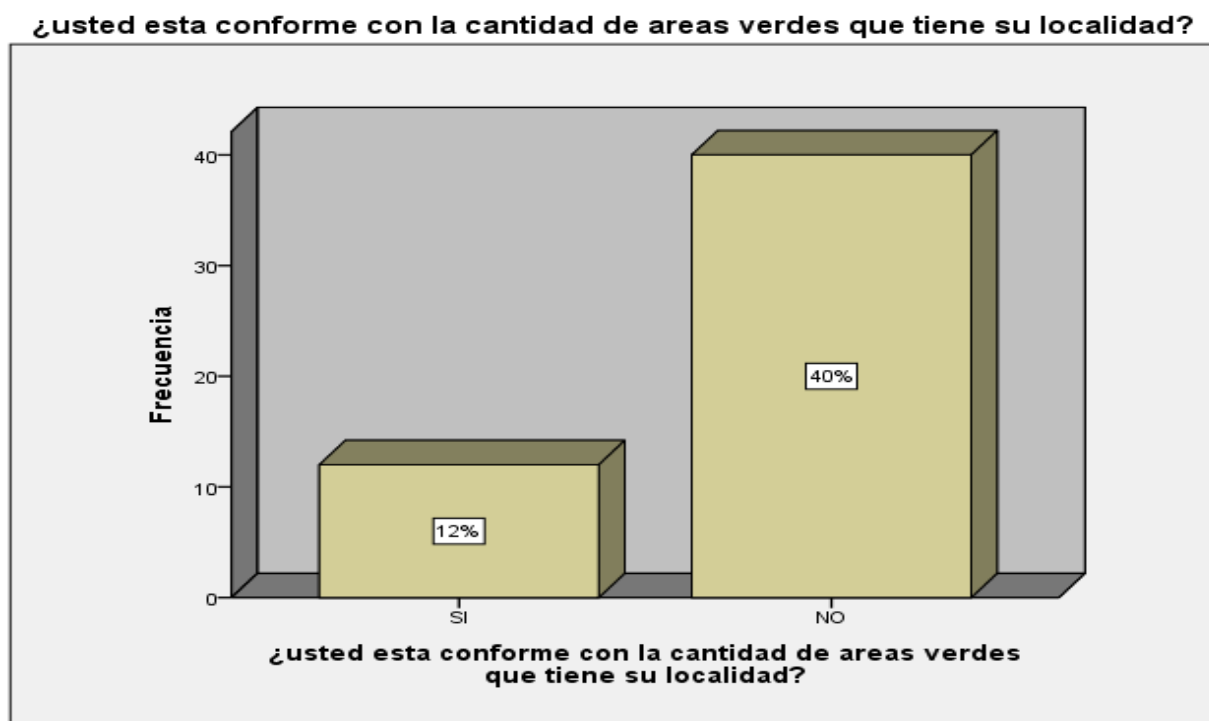 ¿usted esta conforme con la cantidad de areas verdes que tiene su localidad?
Frecuencia
40
30
20
10
0
12%
40%
SI
NO
¿usted esta conforme con la cantidad de areas verdes
que tiene su localidad?